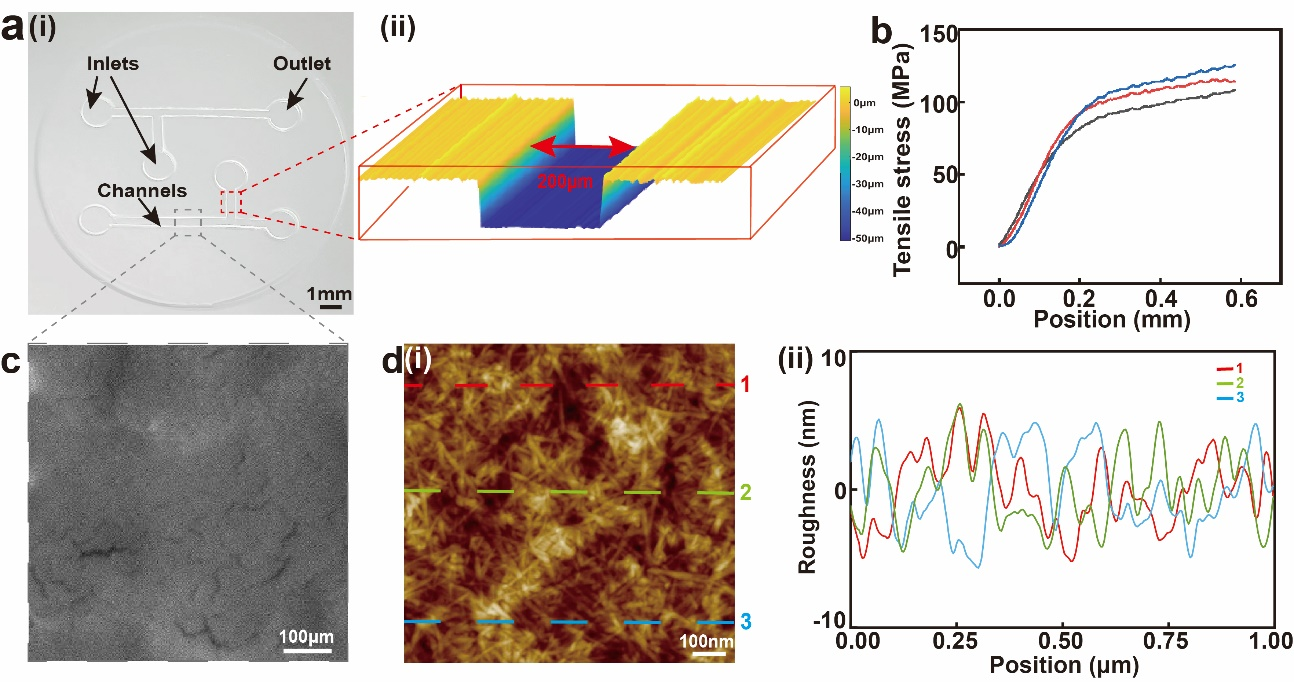 a (i)
Inlets
Outlet
Channels
1mm
(ii)
200μm
0μm
-10μm
-20μm
-30μm
-40μm
-50μm
b
Tensile stress (MPa)
150
100
50
0
0.0 0.2 0.4 0.6
Position (mm)
c
100μm
d (i)
1
2
3
100nm
(ii)
Roughness (nm)
10
0
-10
1
2
3
0.00 0.25 0.50 0.75 1.00
Position (μm)